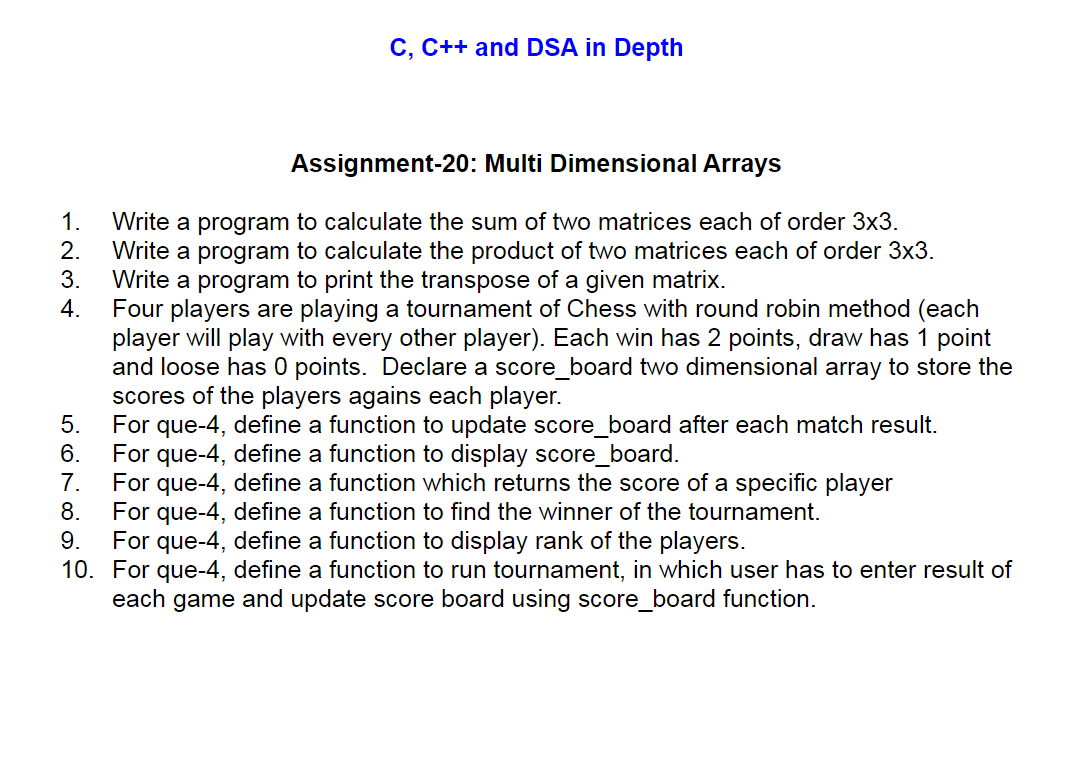 C, C++ and DSA in Depth
Assignment-20: Multi Dimensional Arrays
1. Write a program to calculate the sum of two matrices each of order 3x3.
2. Write a program to calculate the product of two matrices each of order 3x3.
3. Write a program to print the transpose of a given matrix.
4. Four players are playing a tournament of Chess with round robin method (each
player will play with every other player). Each win has 2 points, draw has 1 point
and loose has 0 points.  Declare a score_board two dimensional array to store the
scores of the players agains each player.
5. For que-4, define a function to update score_board after each match result.
6. For que-4, define a function to display score_board.
7. For que-4, define a function which returns the score of a specific player
8. For que-4, define a function to find the winner of the tournament.
9. For que-4, define a function to display rank of the players.
10. For que-4, define a function to run tournament, in which user has to enter result of
each game and update score board using score_board function.